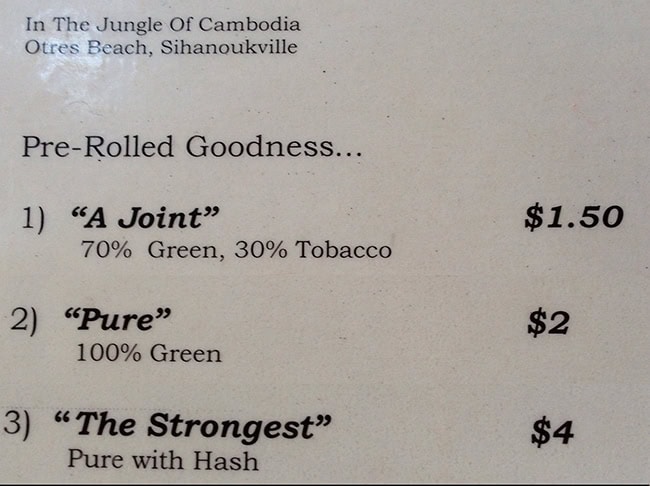 In The Jungle Of Cambodia
Otres Beach, Sihanoukville
Pre-Rolled Goodness...
1) "A Joint" $1.50
70% Green, 30% Tobacco
2) "Pure" $2
100% Green
3) "The Strongest" $4
Pure with Hash